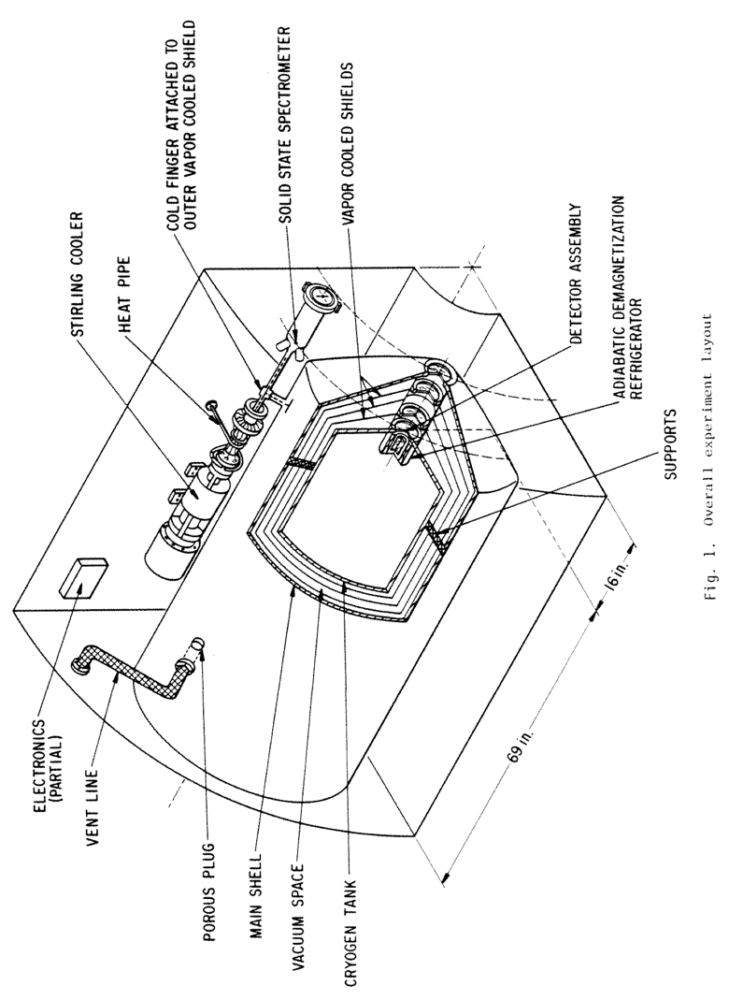 ELECTRONICS
(PARTIAL)
VENT LINE
POROUS PLUG
MAIN SHELL
VACUUM SPACE
CRYOGEN TANK
STIRLING COOLER
HEAT PIPE
COLD FINGER ATTACHED TO
OUTER VAPOR COOLED SHIELD
SOLID STATE SPECTROMETER
VAPOR COOLED SHIELDS
DETECTOR ASSEMBLY
ADIABATIC DEMAGNETIZATION
REFRIGERATOR
SUPPORTS
69 in.
16 in.
Fig. 1. Overall experiment layout